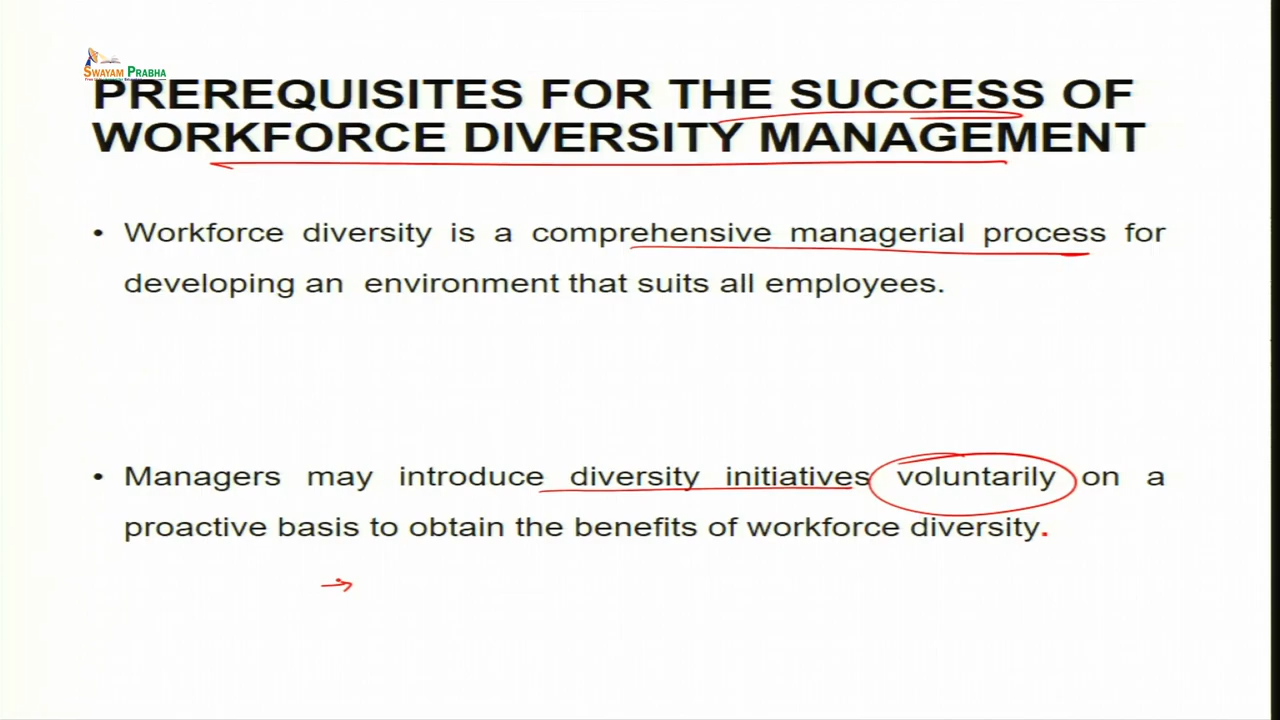 SWAYAM PRABHA
PREREQUISITES FOR THE SUCCESS OF
WORKFORCE DIVERSITY MANAGEMENT
• Workforce diversity is a comprehensive managerial process for
developing an environment that suits all employees.
• Managers may introduce diversity initiatives voluntarily on a
proactive basis to obtain the benefits of workforce diversity.